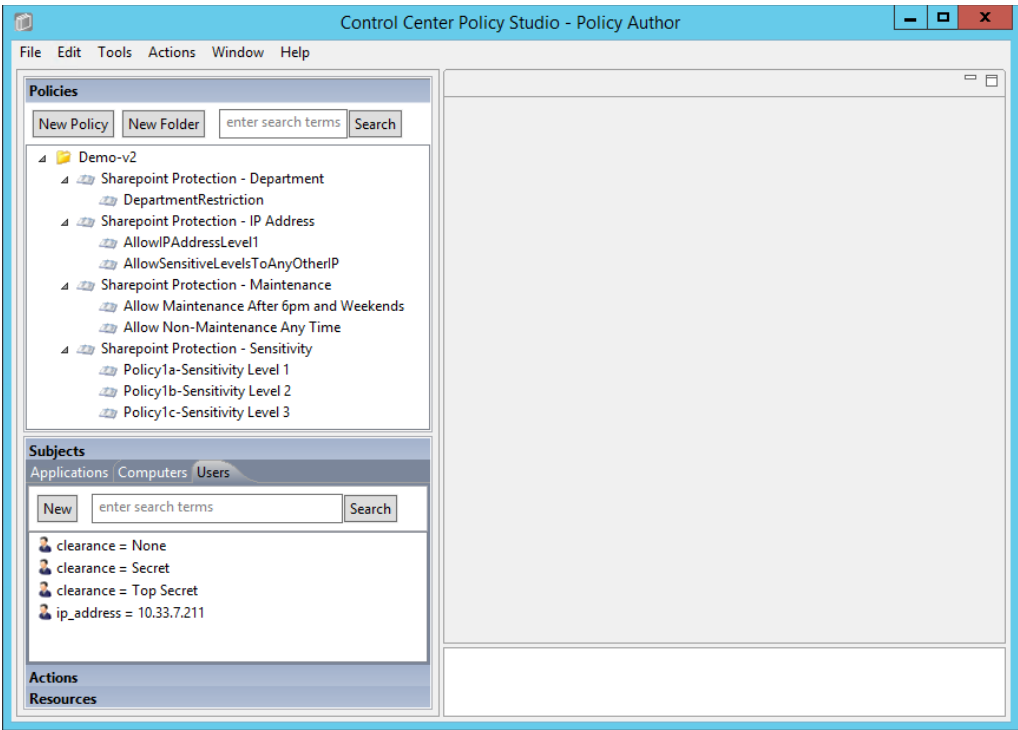 Control Center Policy Studio - Policy Author
x
File Edit Tools Actions Window Help
Policies
New Policy New Folder enter search terms Search
Demo-v2
Sharepoint Protection - Department
DepartmentRestriction
Sharepoint Protection - IP Address
AllowIPAddressLevel1
AllowSensitiveLevelsToAnyOtherIP
Sharepoint Protection - Maintenance
Allow Maintenance After 6pm and Weekends
Allow Non-Maintenance Any Time
Sharepoint Protection - Sensitivity
Policy1a-Sensitivity Level 1
Policy1b-Sensitivity Level 2
Policy1c-Sensitivity Level 3
Subjects
Applications Computers Users
New enter search terms Search
clearance = None
clearance = Secret
clearance = Top Secret
ip_address = 10.33.7.211
Actions
Resources